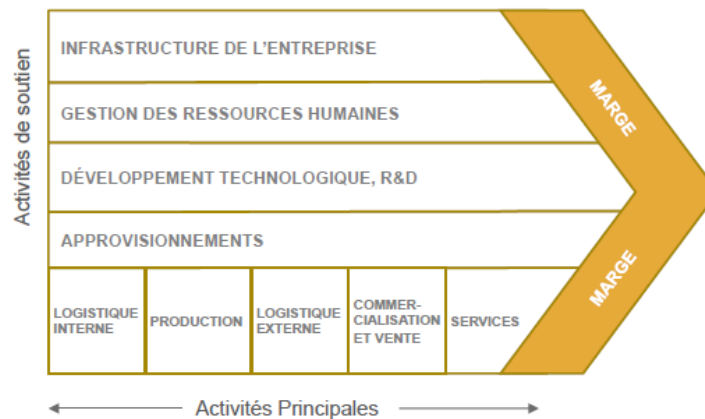 Activités de soutien
INFRASTRUCTURE DE L'ENTREPRISE
GESTION DES RESSOURCES HUMAINES
DÉVELOPPEMENT TECHNOLOGIQUE, R&D
APPROVISIONNEMENTS
MARGE
MARGE
LOGISTIQUE
INTERNE
PRODUCTION
LOGISTIQUE
EXTERNE
COMMER-
CIALISATION
ET VENTE
SERVICES
Activités Principales